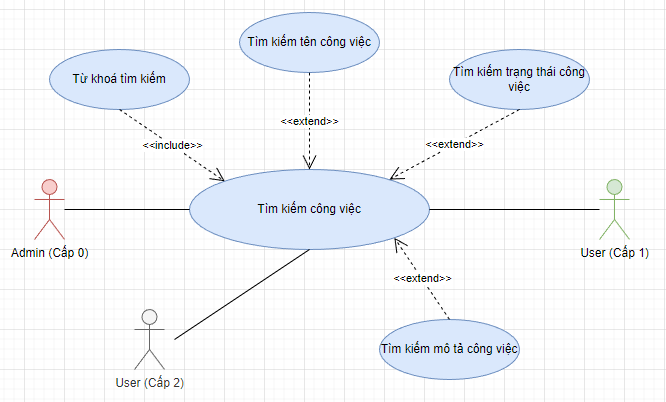 Tìm kiếm tên công việc
Từ khoá tìm kiếm
Tìm kiếm trạng thái công
việc
<<extend>>
<<include>>
<<extend>>
Tìm kiếm công việc
Admin (Cấp 0)
User (Cấp 1)
<<extend>>
Tìm kiếm mô tả công việc
User (Cấp 2)